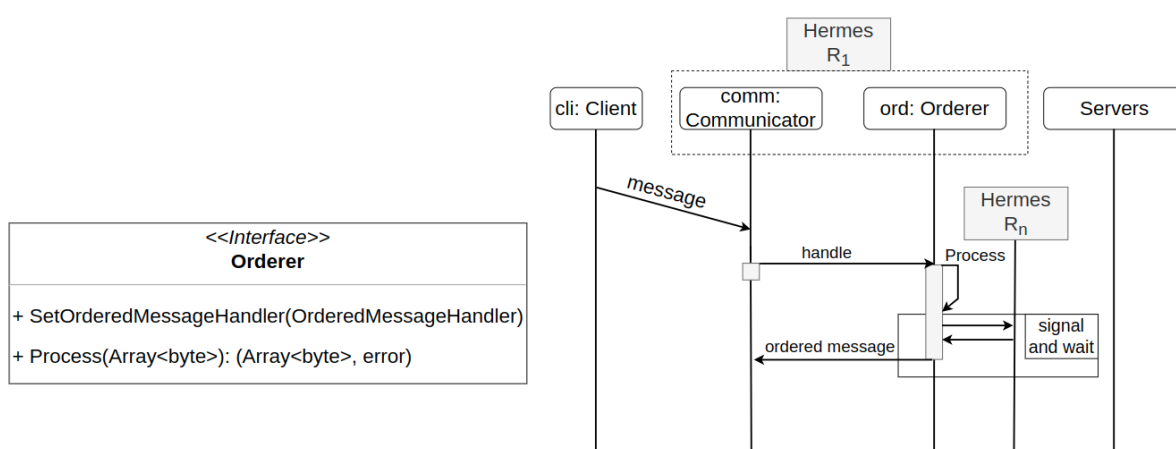 <<Interface>>
Orderer
+ SetOrderedMessageHandler(OrderedMessageHandler)
+ Process(Array<byte>): (Array<byte>, error)
Hermes
R1
cli: Client
comm:
Communicator
ord: Orderer
Servers
message
Hermes
Rn
handle
Process
signal
and wait
ordered message